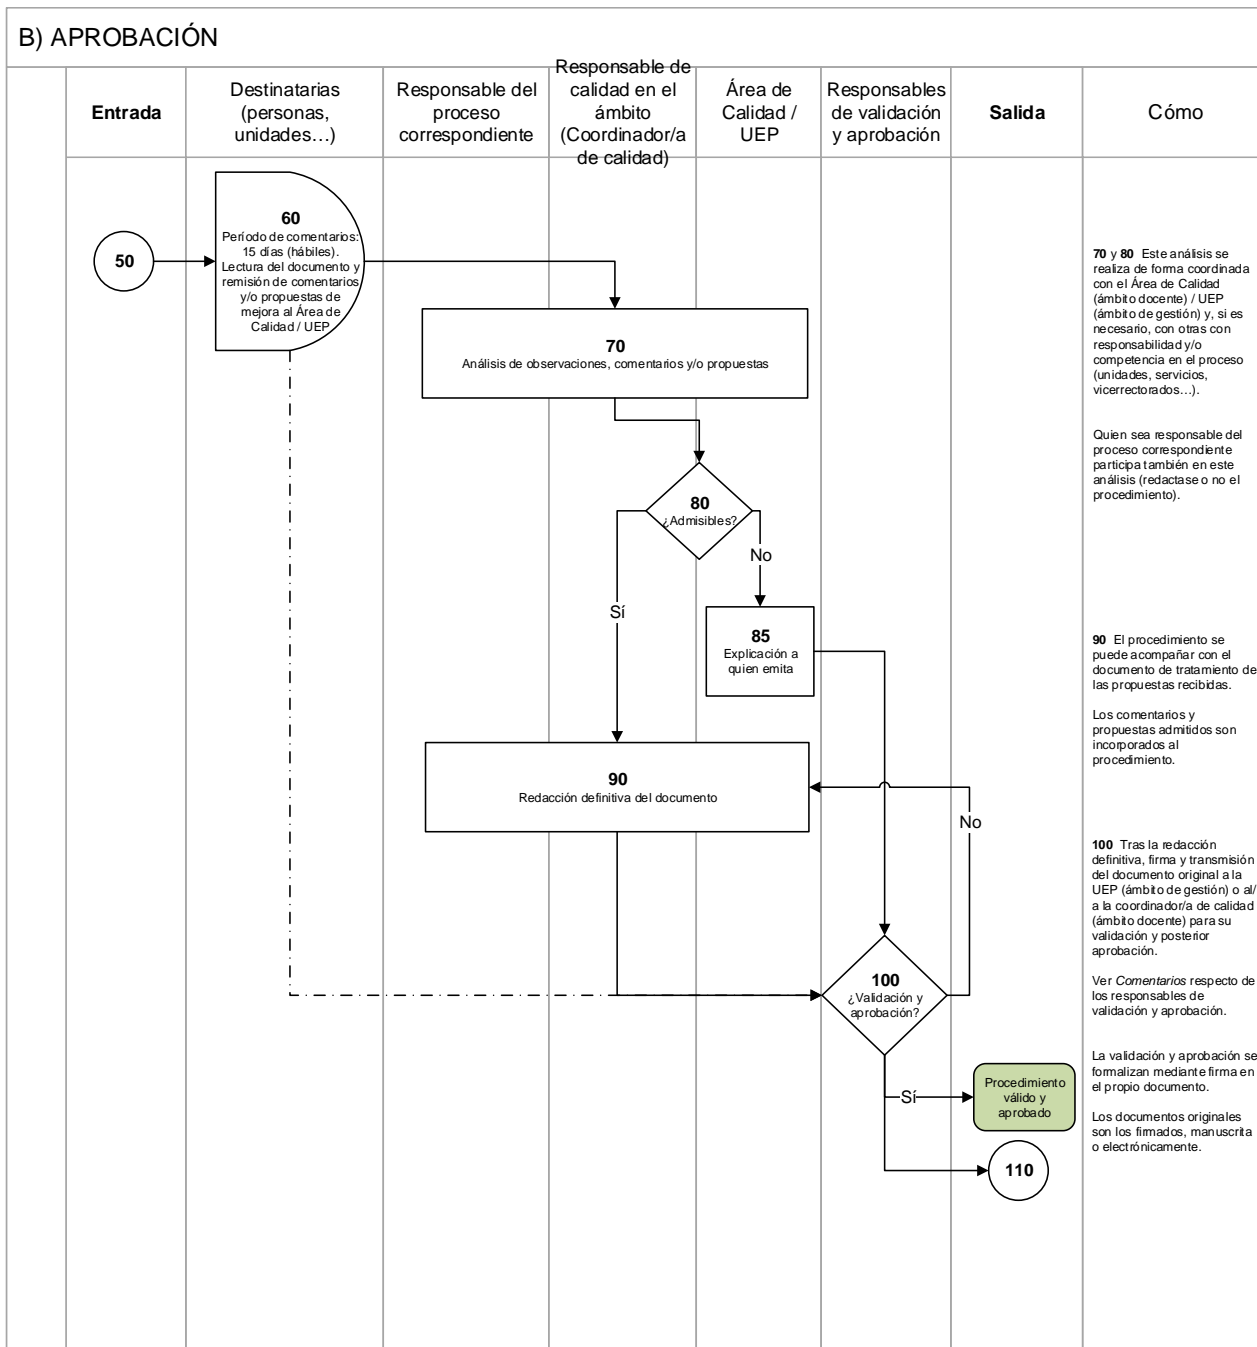 B) APROBACIÓN
Entrada
Destinatarias
(personas,
unidades…)
Responsable del
proceso
correspondiente
Responsable de
calidad en el
ámbito
(Coordinador/a
de calidad)
Área de
Calidad /
UEP
Responsables
de validación
y aprobación
Salida
Cómo
50
60
Período de comentarios:
15 días (hábiles).
Lectura del documento y
remisión de comentarios
y/o propuestas de
mejora al Área de
Calidad / UEP
70
Análisis de observaciones, comentarios y/o propuestas
80
¿Admisibles?
No
Sí
85
Explicación a
quien emita
90
Redacción definitiva del documento
No
100
¿Validación y
aprobación?
Sí
Procedimiento
válido y
aprobado
110
70 y 80 Este análisis se
realiza de forma coordinada
con el Área de Calidad
(ámbito docente) / UEP
(ámbito de gestión) y, si es
necesario, con otras con
responsabilidad y/o
competencia en el proceso
(unidades, servicios,
vicerrectorados…).
Quien sea responsable del
proceso correspondiente
participa también en este
análisis (redactase o no el
procedimiento).
90 El procedimiento se
puede acompañar con el
documento de tratamiento de
las propuestas recibidas.
Los comentarios y
propuestas admitidos son
incorporados al
procedimiento.
100 Tras la redacción
definitiva, firma y transmisión
del documento original a la
UEP (ámbito de gestión) o al/
a la coordinador/a de calidad
(ámbito docente) para su
validación y posterior
aprobación.
Ver Comentarios respecto de
los responsables de
validación y aprobación.
La validación y aprobación se
formalizan mediante firma en
el propio documento.
Los documentos originales
son los firmados, manuscrita
o electrónicamente.